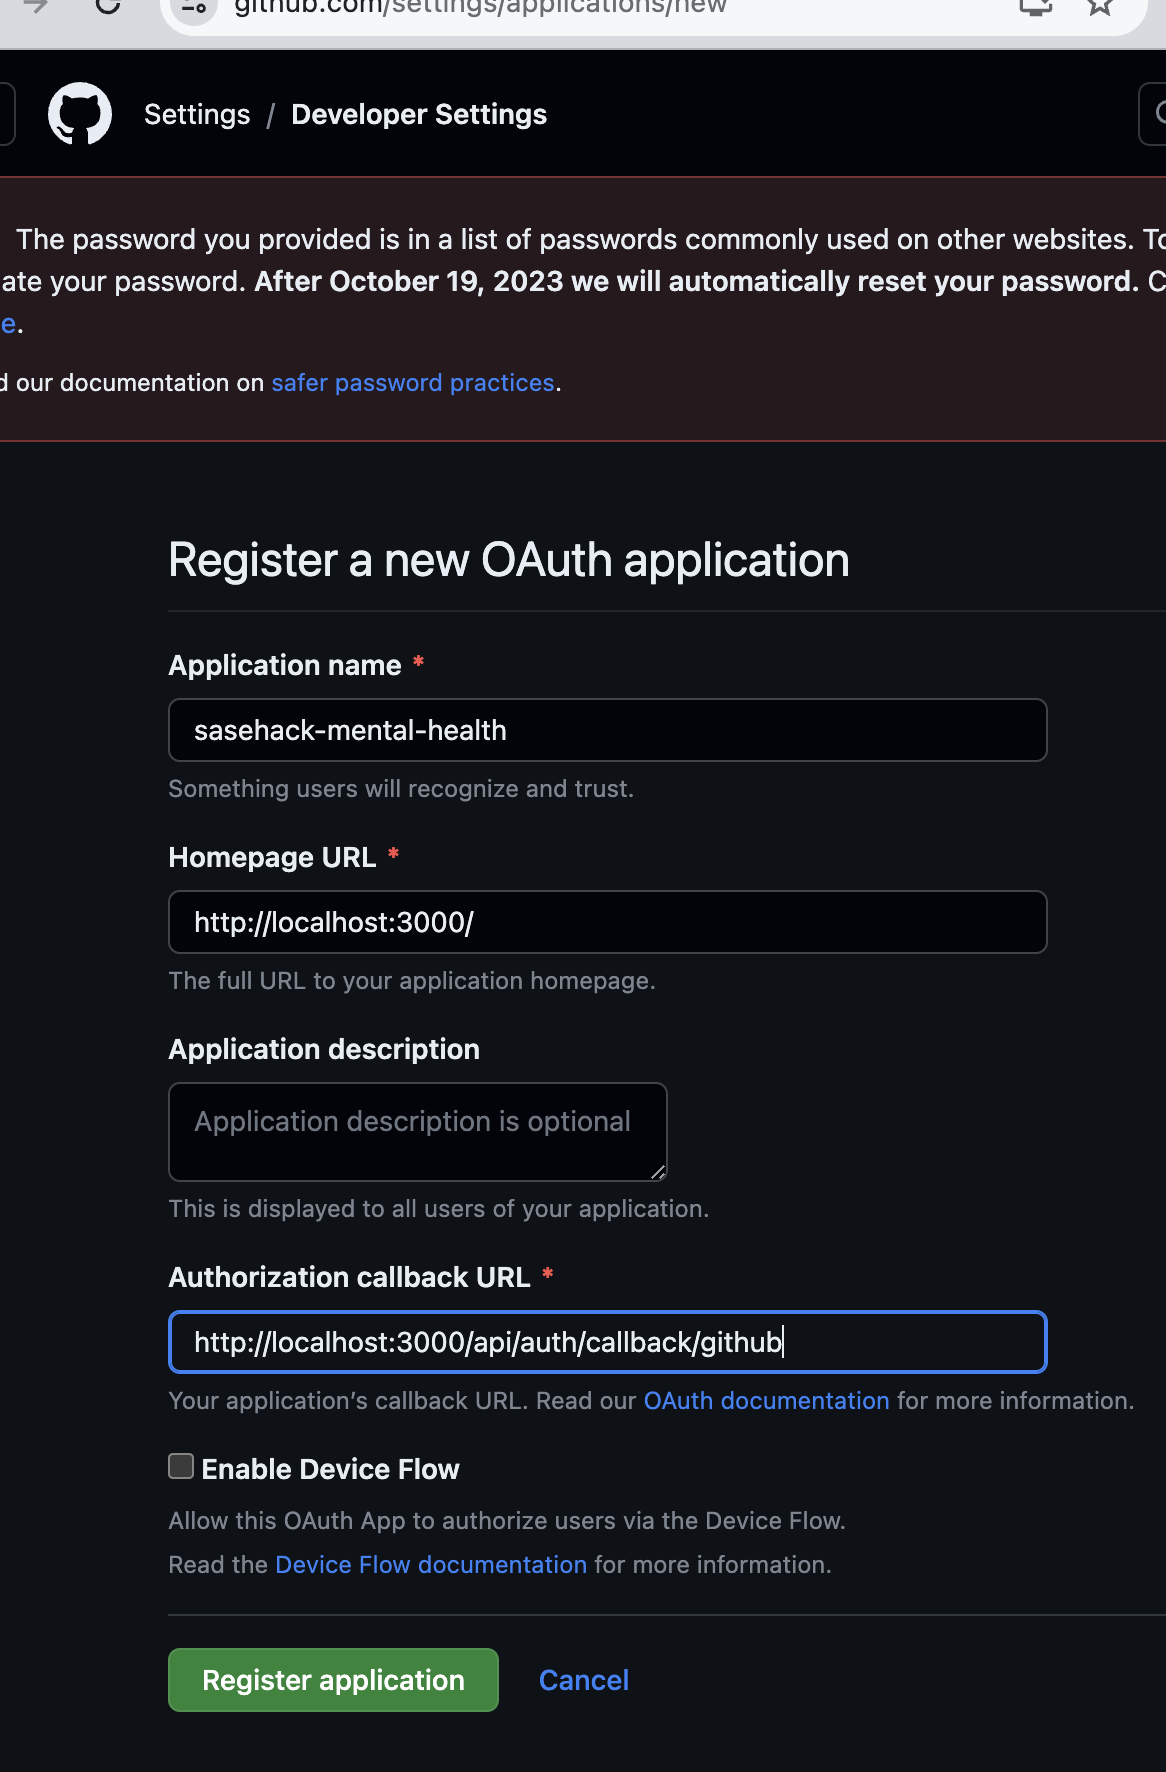 github.com/settings/applications/new
Settings / Developer Settings
The password you provided is in a list of passwords commonly used on other websites. To
ate your password. After October 19, 2023 we will automatically reset your password. C
e.
d our documentation on safer password practices.
Register a new OAuth application
Application name *
sasehack-mental-health
Something users will recognize and trust.
Homepage URL *
http://localhost:3000/
The full URL to your application homepage.
Application description
Application description is optional
This is displayed to all users of your application.
Authorization callback URL *
http://localhost:3000/api/auth/callback/github
Your application’s callback URL. Read our OAuth documentation for more information.
Enable Device Flow
Allow this OAuth App to authorize users via the Device Flow.
Read the Device Flow documentation for more information.
Register application Cancel